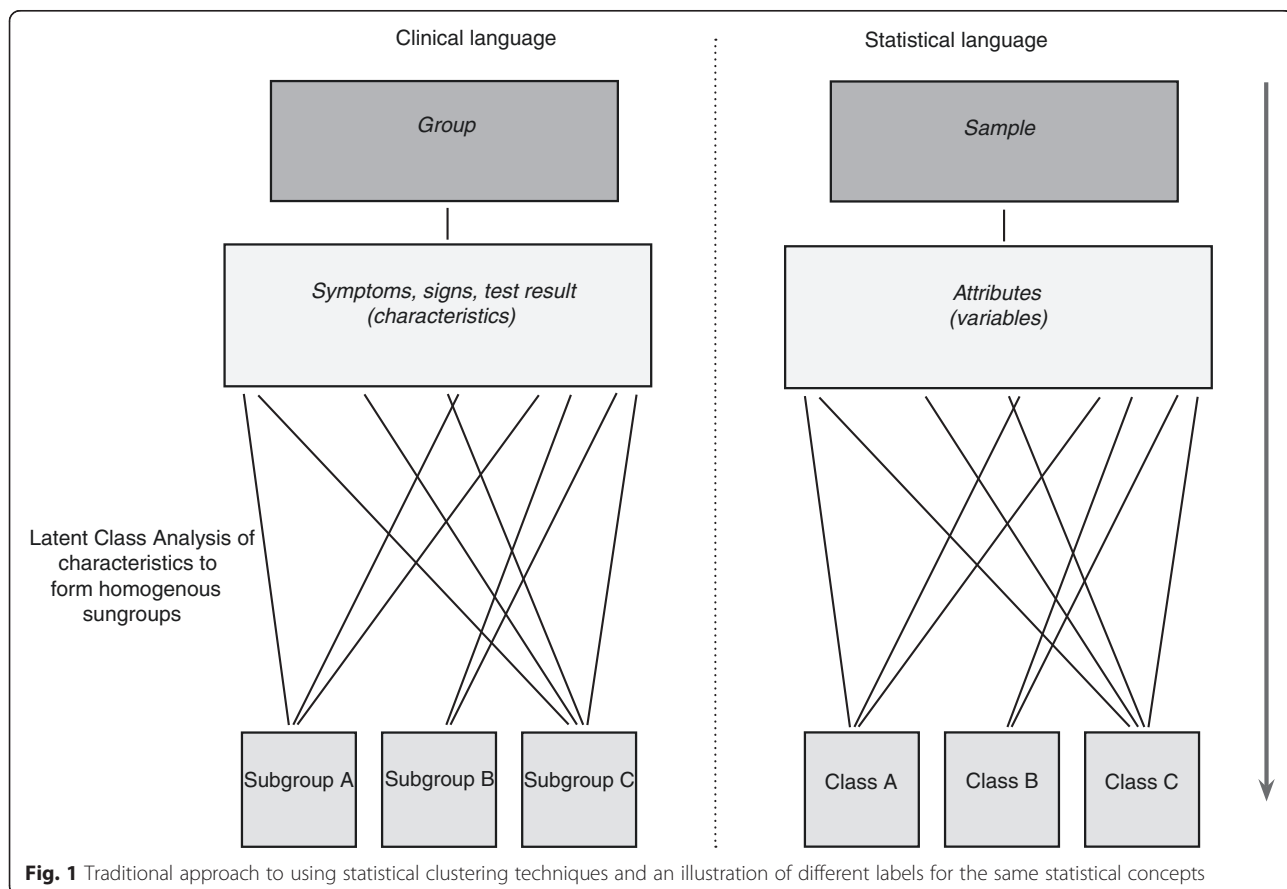 Clinical language
Statistical language
Group
Sample
Symptoms, signs, test result
(characteristics)
Attributes
(variables)
Latent Class Analysis of
characteristics to
form homogenous
sungroups
Subgroup A
Subgroup B
Subgroup C
Class A
Class B
Class C
Fig. 1 Traditional approach to using statistical clustering techniques and an illustration of different labels for the same statistical concepts